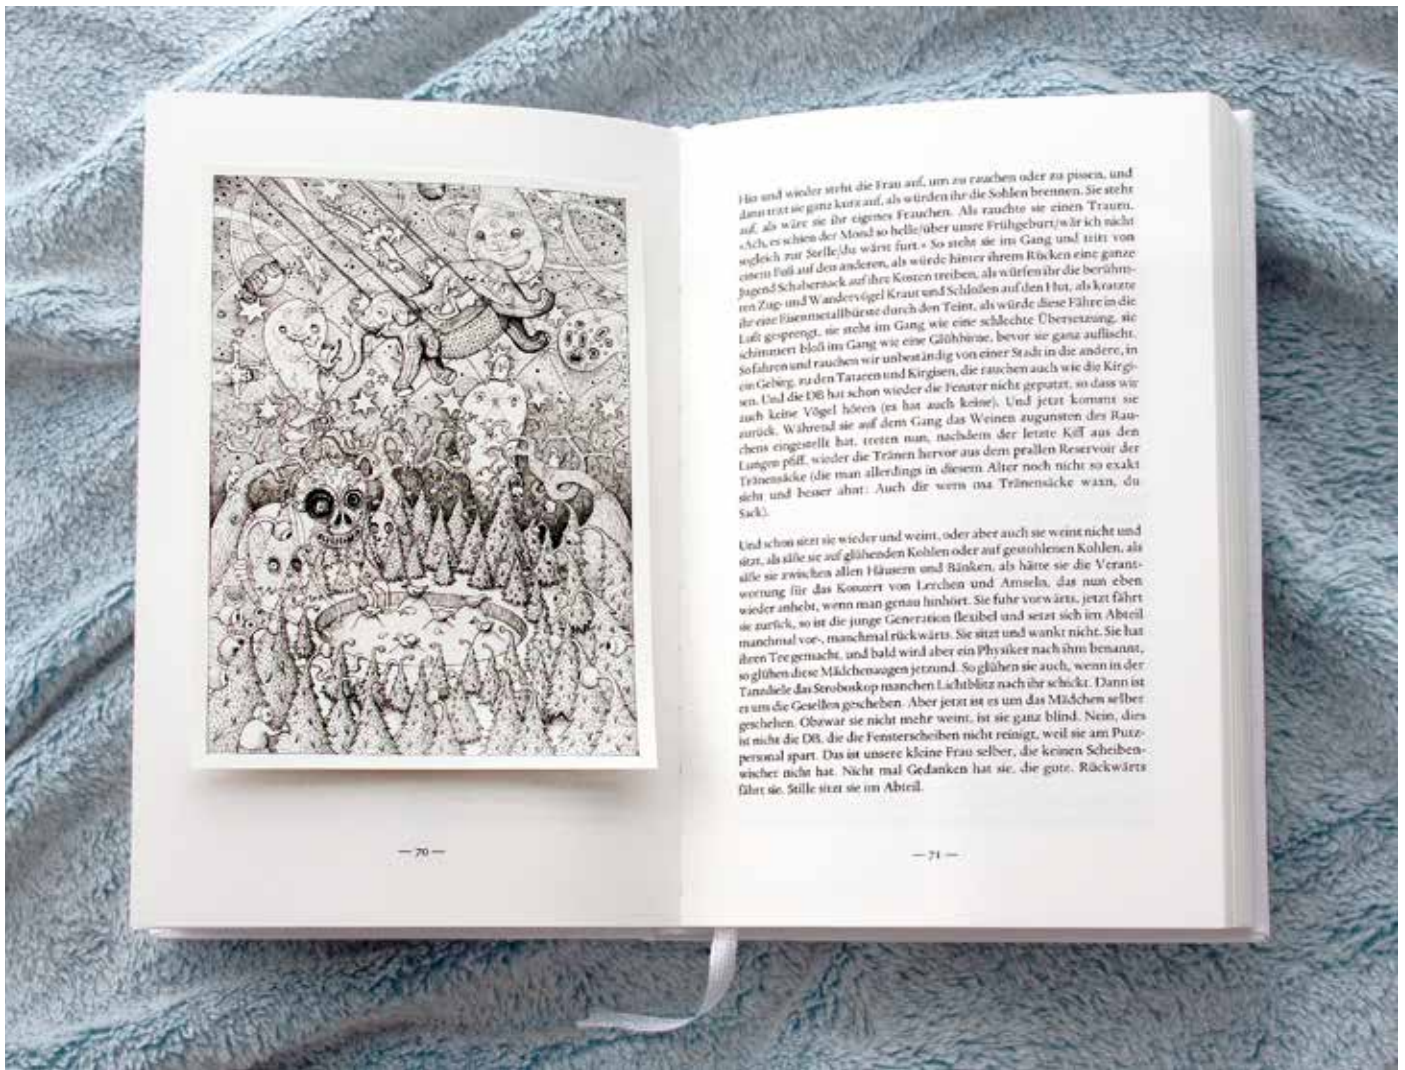 Hin und wieder steht die Frau auf, um zu rauchen oder zu pissen, und
dann tritt sie ganz kurz auf, als würden ihr die Sohlen brennen. Sie steht
auf, als wäre sie ihr eigenes Frauchen. Als rauchte sie einen Traum.
«Ach, es schien der Mond so helle/über unsre Frühgeburt/wär ich nicht
sogleich zur Stelle/du wärst furt.» So steht sie im Gang und tritt von
einem Fuß auf den anderen, als würde hinter ihrem Rücken eine ganze
Jugend Schabernack auf ihre Kosten treiben, als würfen ihr die berühm-
ten Zug- und Wandervögel Kraut und Schloßen auf den Hut, als kratzte
ihr eine Eisenmetallbürste durch den Teint, als würde diese Fähre in die
Luft gesprengt, sie steht im Gang wie eine schlechte Übersetzung, sie
schimmert bloß im Gang wie eine Glühbirne, bevor sie ganz auflischt.
So fahren und rauchen wir unbeständig von einer Stadt in die andere, in
ein Gebirg, zu den Tataren und Kirgisen, die rauchen auch wie die Kirgi-
sen. Und die DB hat schon wieder die Fenster nicht geputzt, so dass wir
auch keine Vögel hören (es hat auch keine). Und jetzt kommt sie
zurück. Während sie auf dem Gang das Weinen zugunsten des Rau-
chens eingestellt hat, treten nun, nachdem der letzte Kiff aus den
Lungen pfiff, wieder die Tränen hervor aus dem prallen Reservoir der
Tränensäcke (die man allerdings in diesem Alter noch nicht so exakt
sieht und besser ahnt: Auch dir wern ma Tränensäcke waxn, du
Sack).
Und schon sitzt sie wieder und weint, oder aber auch sie weint nicht und
sitzt, als säße sie auf glühenden Kohlen oder auf gestohlenen Kohlen, als
säße sie zwischen allen Häusern und Bänken, als hätte sie die Verant-
wortung für das Konzert von Lerchen und Amseln, das nun eben
wieder anhebt, wenn man genau hinhört. Sie fuhr vorwärts, jetzt fährt
sie zurück, so ist die junge Generation flexibel und setzt sich im Abteil
manchmal vor-, manchmal rückwärts. Sie sitzt und wankt nicht. Sie hat
ihren Tee gemacht, und bald wird aber ein Physiker nach ihm benannt,
so glühen diese Mädchenaugen jetzund. So glühen sie auch, wenn in der
Tanzdiele das Stroboskop manchen Lichtblitz nach ihr schickt. Dann ist
es um die Gesellen geschehen. Aber jetzt ist es um das Mädchen selber
geschehen. Obzwar sie nicht mehr weint, ist sie ganz blind. Nein, dies
ist nicht die DB, die die Fensterscheiben nicht reinigt, weil sie am Putz-
personal spart. Das ist unsere kleine Frau selber, die keinen Scheiben-
wischer nicht hat. Nicht mal Gedanken hat sie, die gute. Rückwärts
fährt sie. Stille sitzt sie im Abteil.
— 70 —
— 71 —